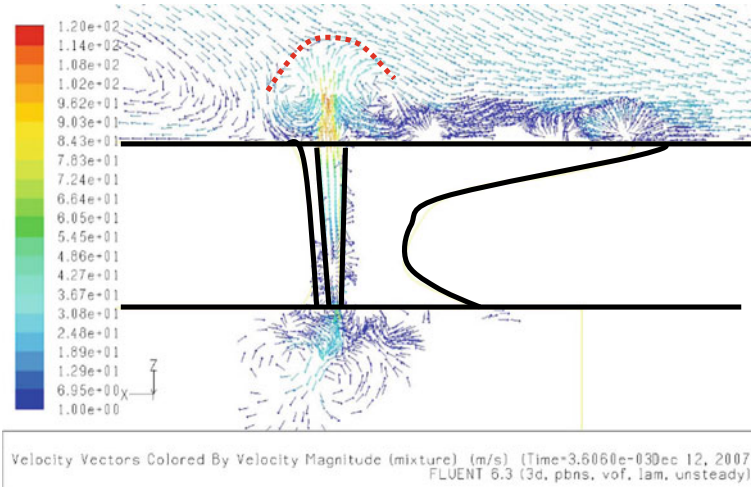 1.20e+02
1.14e+02
1.08e+02
1.02e+02
9.62e+01
9.03e+01
8.43e+01
7.83e+01
7.24e+01
6.64e+01
6.05e+01
5.45e+01
4.86e+01
4.27e+01
3.67e+01
3.08e+01
2.48e+01
1.89e+01
1.29e+01
6.95e+00
1.00e+00
Z
X
Velocity Vectors Colored By Velocity Magnitude (mixture) (m/s) (Time=3.6060e-03)Dec 12, 2007
FLUENT 6.3 (3d, pbns, vof, lam, unsteady)